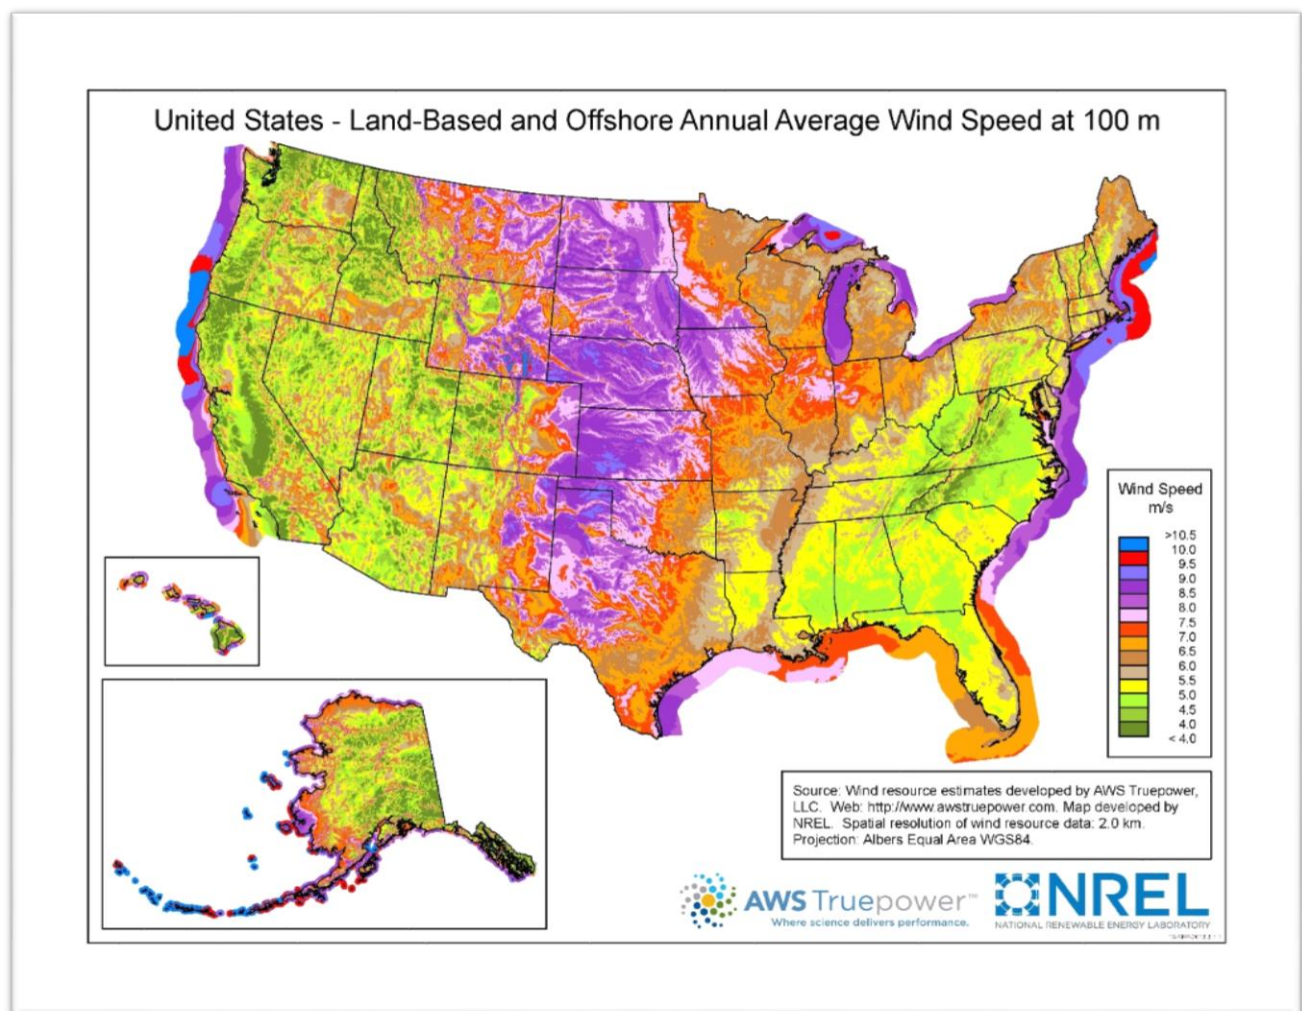 United States - Land-Based and Offshore Annual Average Wind Speed at 100 m
Wind Speed
m/s
>10.5
10.0
9.5
9.0
8.5
8.0
7.5
7.0
6.5
6.0
5.5
5.0
4.5
4.0
< 4.0
Source: Wind resource estimates developed by AWS Truepower,
LLC. Web: http://www.awstruepower.com. Map developed by
NREL. Spatial resolution of wind resource data: 2.0 km.
Projection: Albers Equal Area WGS84.
AWS Truepower™
Where science delivers performance.
NREL
NATIONAL RENEWABLE ENERGY LABORATORY